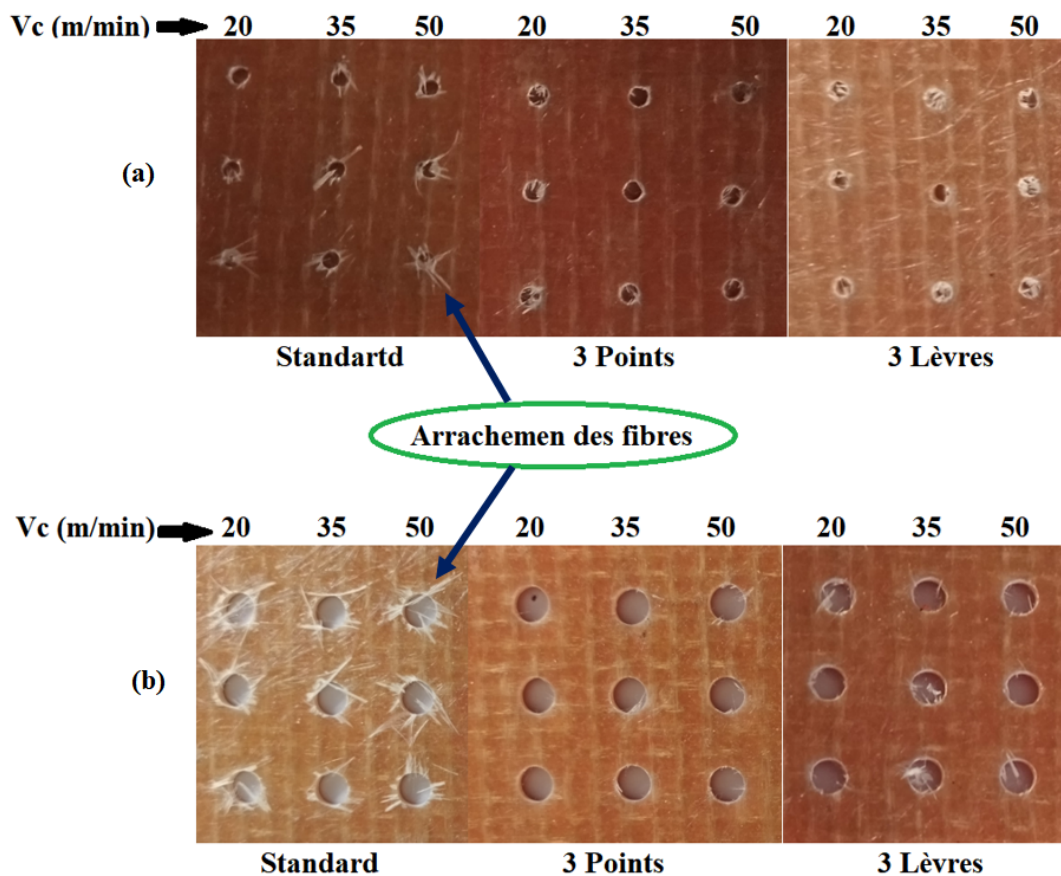 Vc (m/min) 20 35 50 20 35 50 20 35 50
(a)
Standartd 3 Points 3 Lèvres
Arrachemen des fibres
Vc (m/min) 20 35 50 20 35 50 20 35 50
(b)
Standard 3 Points 3 Lèvres